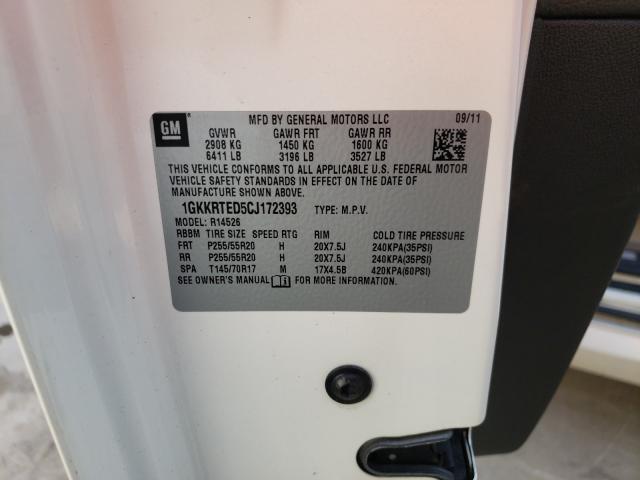 GM
MFD BY GENERAL MOTORS LLC 09/11
GVWR GAWR FRT GAWR RR
2908 KG 1450 KG 1600 KG
6411 LB 3196 LB 3527 LB
THIS VEHICLE CONFORMS TO ALL APPLICABLE U.S. FEDERAL MOTOR
VEHICLE SAFETY STANDARDS IN EFFECT ON THE DATE OF
MANUFACTURE SHOWN ABOVE.
1GKKRTED5CJ172393 TYPE: M.P.V.
MODEL: R14526
RBBM TIRE SIZE SPEED RTG RIM COLD TIRE PRESSURE
FRT P255/55R20 H 20X7.5J 240KPA(35PSI)
RR P255/55R20 H 20X7.5J 240KPA(35PSI)
SPA T145/70R17 M 17X4.5B 420KPA(60PSI)
SEE OWNER'S MANUAL FOR MORE INFORMATION.